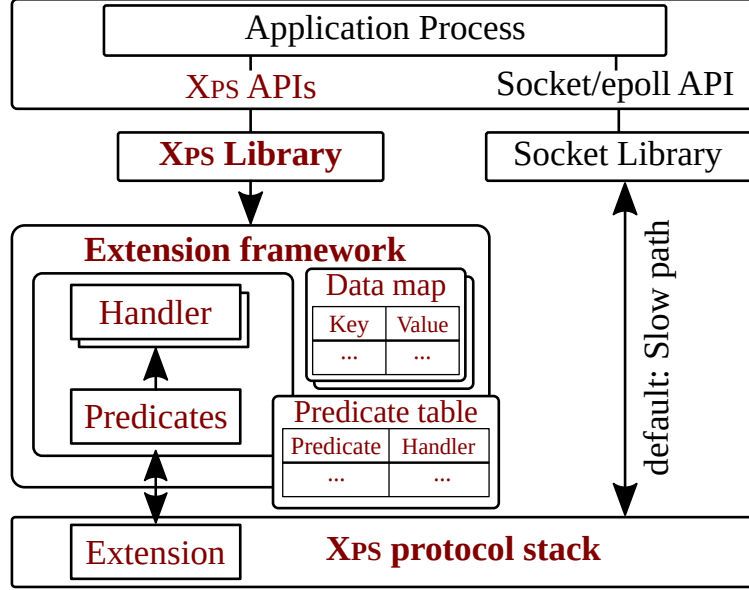 Application Process
XPS APIs
Socket/epoll API
XPS Library
Socket Library
Extension framework
Data map
Key Value
... ...
Handler
Predicates
Predicate table
Predicate Handler
... ...
default: Slow path
Extension
XPS protocol stack